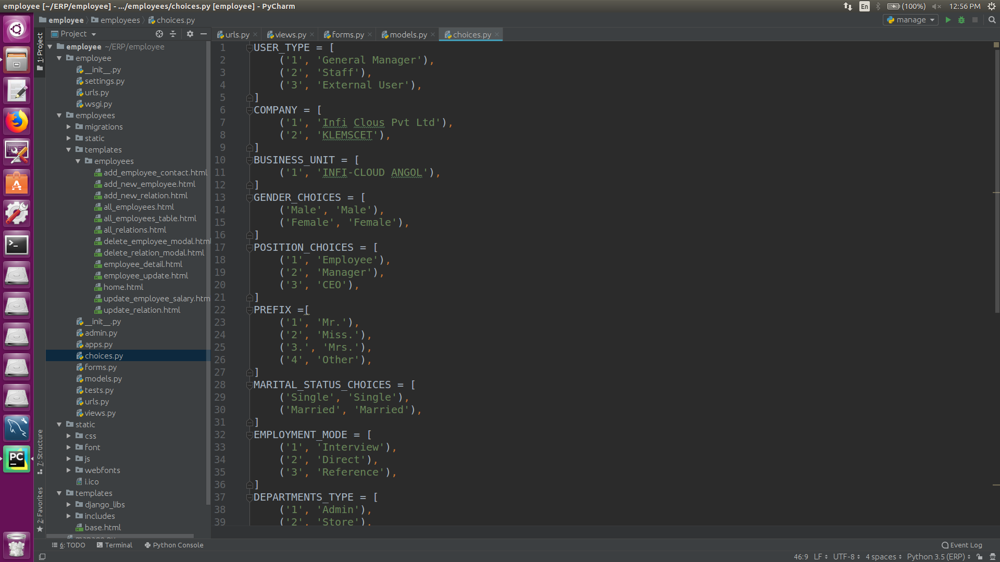 employee [~/ERP/employee] - .../employees/choices.py [employee] - PyCharm
En (100%) 12:56 PM
employee employees choices.py
manage
1: Project
Project
urls.py views.py forms.py models.py choices.py
employee ~/ERP/employee
employee
__init__.py
settings.py
urls.py
wsgi.py
employees
migrations
static
templates
employees
add_employee_contact.html
add_new_employee.html
add_new_relation.html
all_employees.html
all_employees_table.html
all_relations.html
delete_employee_modal.html
delete_relation_modal.html
employee_detail.html
employee_update.html
home.html
update_employee_salary.htm
update_relation.html
__init__.py
admin.py
apps.py
choices.py
forms.py
models.py
tests.py
urls.py
views.py
static
css
font
js
webfonts
i.ico
templates
django_libs
includes
base.html
manage.py
7: Structure
2: Favorites
PC
1 USER_TYPE = [
2 ('1', 'General Manager'),
3 ('2', 'Staff'),
4 ('3', 'External User'),
5 ]
6 COMPANY = [
7 ('1', 'Infi Clous Pvt Ltd'),
8 ('2', 'KLEMSCET'),
9 ]
10 BUSINESS_UNIT = [
11 ('1', 'INFI-CLOUD ANGOL'),
12 ]
13 GENDER_CHOICES = [
14 ('Male', 'Male'),
15 ('Female', 'Female'),
16 ]
17 POSITION_CHOICES = [
18 ('1', 'Employee'),
19 ('2', 'Manager'),
20 ('3', 'CEO'),
21 ]
22 PREFIX =[
23 ('1', 'Mr.'),
24 ('2', 'Miss.'),
25 ('3.', 'Mrs.'),
26 ('4', 'Other'),
27 ]
28 MARITAL_STATUS_CHOICES = [
29 ('Single', 'Single'),
30 ('Married', 'Married'),
31 ]
32 EMPLOYMENT_MODE = [
33 ('1', 'Interview'),
34 ('2', 'Direct'),
35 ('3', 'Reference'),
36 ]
37 DEPARTMENTS_TYPE = [
38 ('1', 'Admin'),
39 ('2', 'Store'),
6: TODO Terminal Python Console Event Log
46:9 LF UTF-8 4 spaces Python 3.5 (ERP)